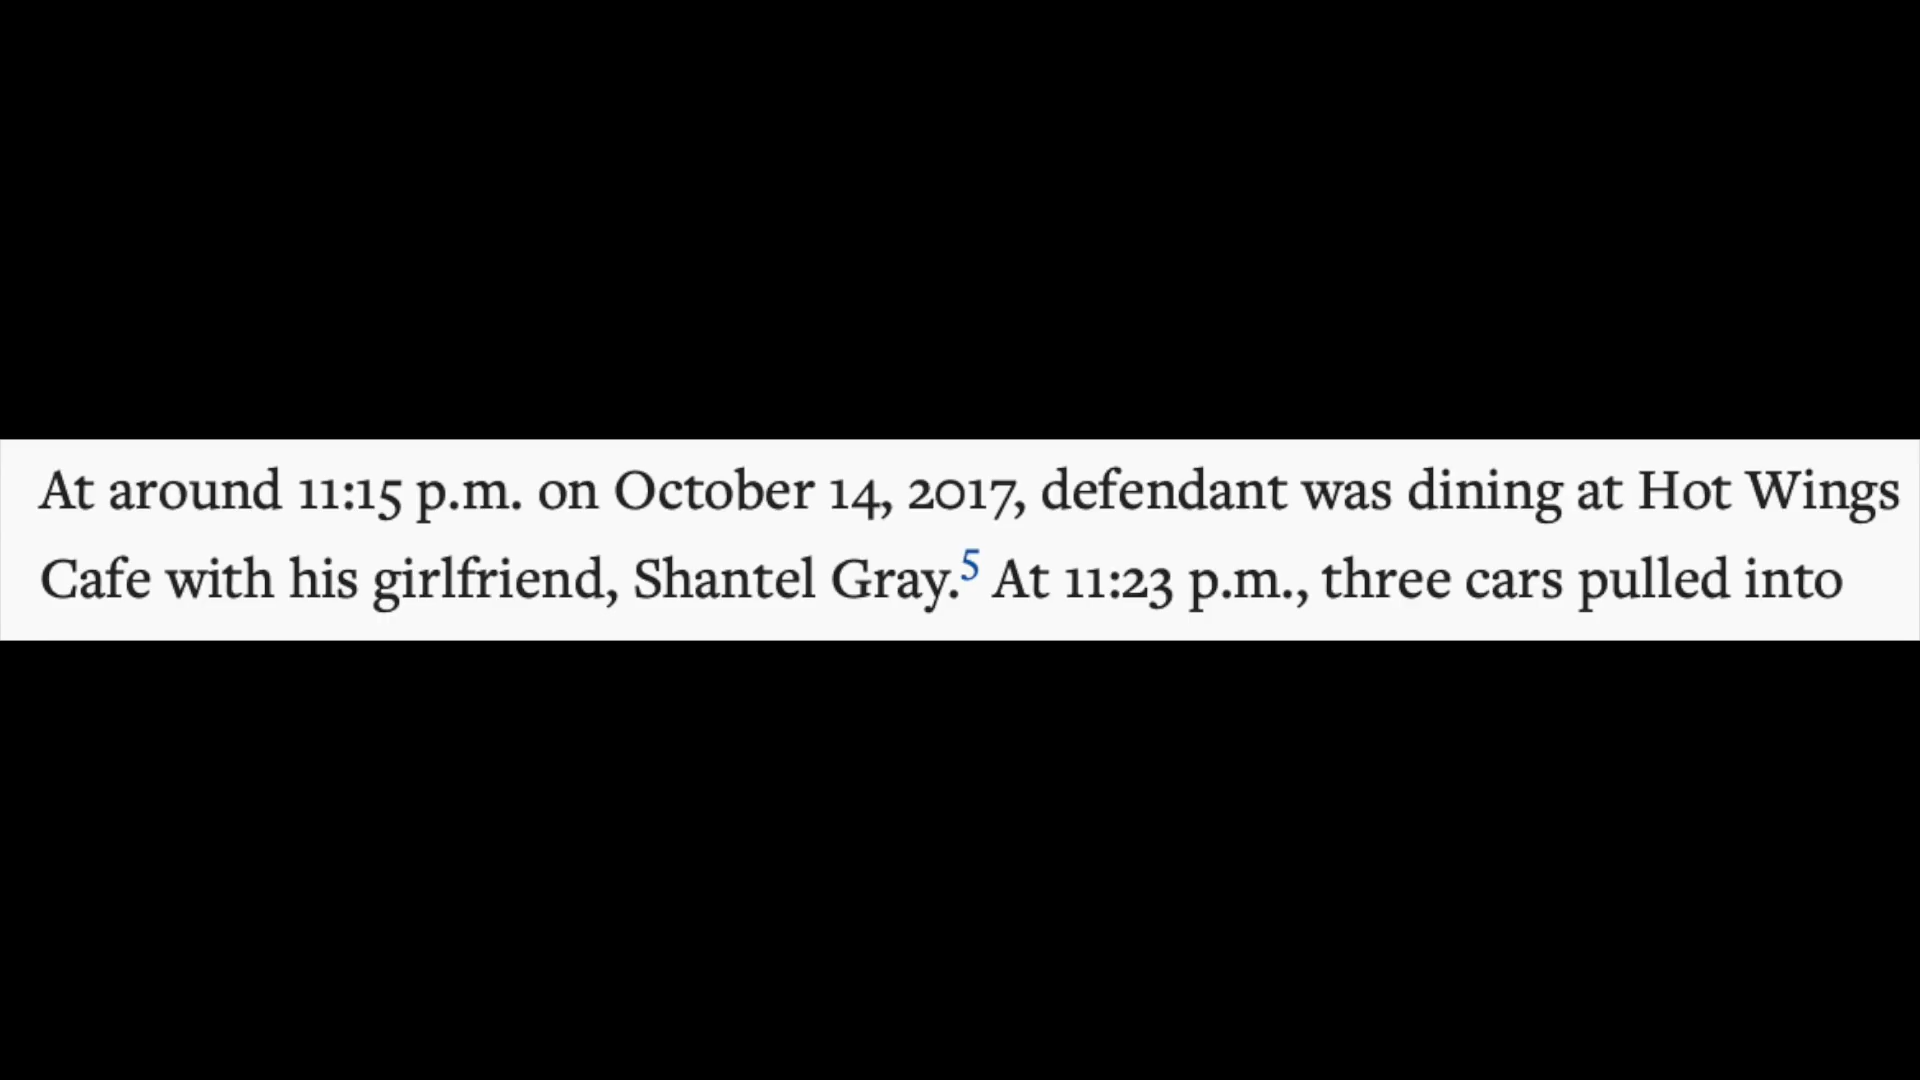 At around 11:15 p.m. on October 14, 2017, defendant was dining at Hot Wings
Cafe with his girlfriend, Shantel Gray.5 At 11:23 p.m., three cars pulled into